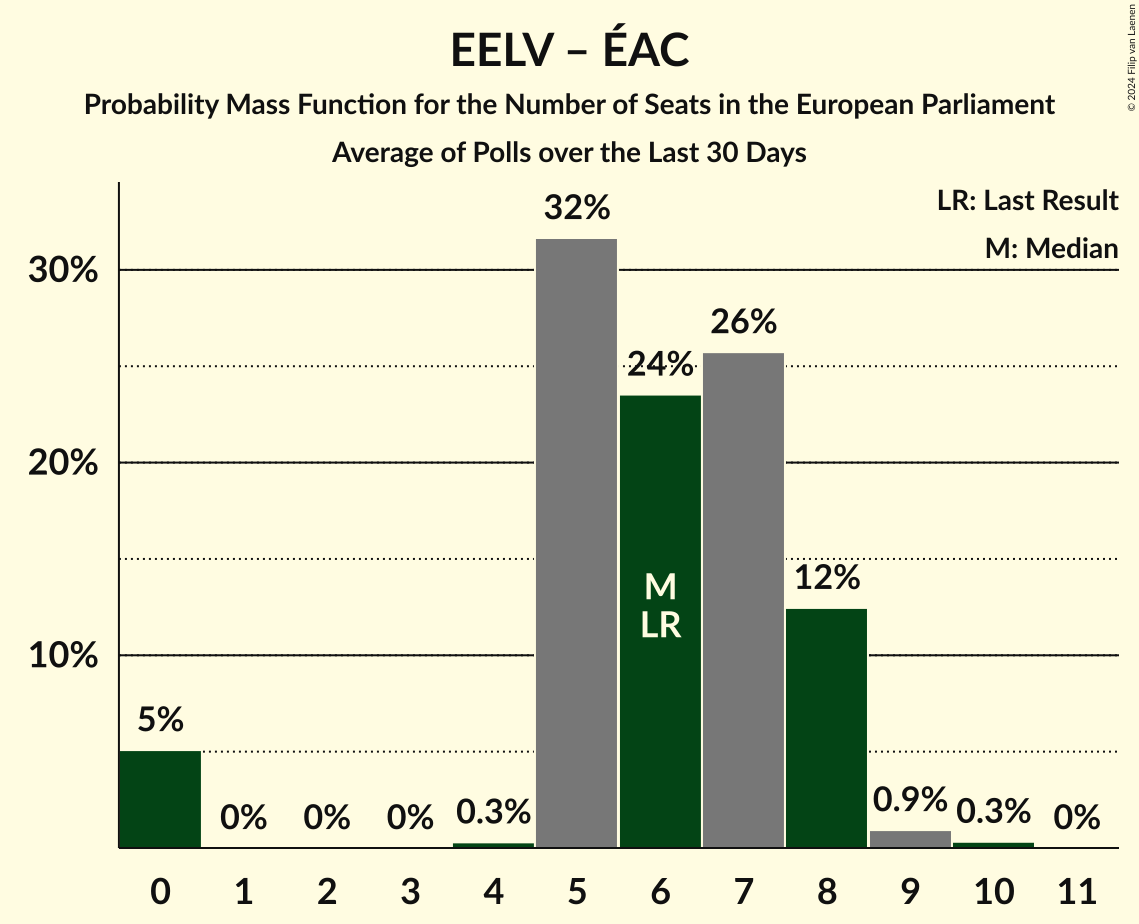 EELV – ÉAC
Probability Mass Function for the Number of Seats in the European Parliament
Average of Polls over the Last 30 Days
© 2024 Filip van Laenen
LR: Last Result
M: Median
32%
30%
26%
24%
20%
M
LR
12%
10%
5%
0%
0%
0%
0.3%
0.9%
0.3%
0%
0 1 2 3 4 5 6 7 8 9 10 11